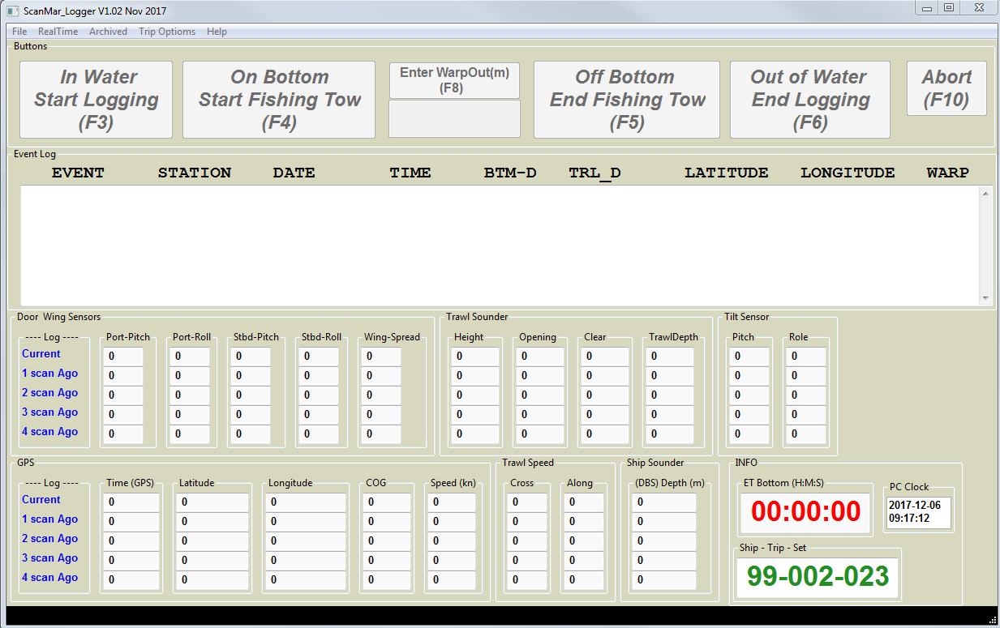 ScanMar_Logger V1.02 Nov 2017
File RealTime Archived Trip Optioms Help
Buttons
In Water
Start Logging
(F3)
On Bottom
Start Fishing Tow
(F4)
Enter WarpOut(m)
(F8)
Off Bottom
End Fishing Tow
(F5)
Out of Water
End Logging
(F6)
Abort
(F10)
Event Log
EVENT STATION DATE TIME BTM-D TRL_D LATITUDE LONGITUDE WARP
Door Wing Sensors Trawl Sounder Tilt Sensor
---- Log ---- Port-Pitch Port-Roll Stbd-Pitch Stbd-Roll Wing-Spread Height Opening Clear TrawlDepth Pitch Role
Current 0 0 0 0 0 0 0 0 0 0 0
1 scan Ago 0 0 0 0 0 0 0 0 0 0 0
2 scan Ago 0 0 0 0 0 0 0 0 0 0 0
3 scan Ago 0 0 0 0 0 0 0 0 0 0 0
4 scan Ago 0 0 0 0 0 0 0 0 0 0 0
GPS Trawl Speed Ship Sounder
---- Log ---- Time (GPS) Latitude Longitude COG Speed (kn) Cross Along (DBS) Depth (m)
Current 0 0 0 0 0 0 0 0
1 scan Ago 0 0 0 0 0 0 0 0
2 scan Ago 0 0 0 0 0 0 0 0
3 scan Ago 0 0 0 0 0 0 0 0
4 scan Ago 0 0 0 0 0 0 0 0
INFO
ET Bottom (H:M:S)
00:00:00
PC Clock
2017-12-06
09:17:12
Ship - Trip - Set
99-002-023